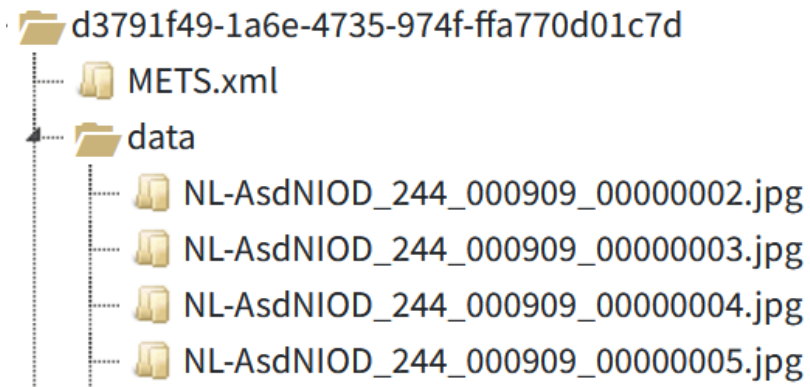 d3791f49-1a6e-4735-974f-ffa770d01c7d
METS.xml
data
NL-AsdNIOD_244_000909_00000002.jpg
NL-AsdNIOD_244_000909_00000003.jpg
NL-AsdNIOD_244_000909_00000004.jpg
NL-AsdNIOD_244_000909_00000005.jpg